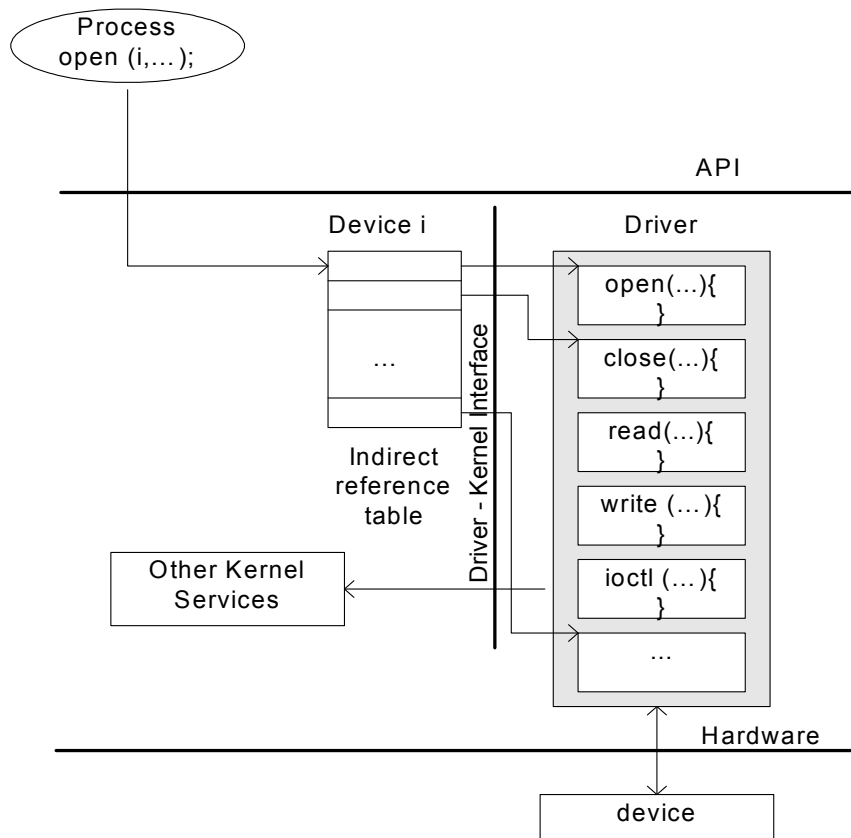 Process
open (i,...);
API
Device i
Driver
open(...){
}
close(...){
}
...
read(...){
}
Driver - Kernel Interface
Indirect
reference
table
write (...){
}
Other Kernel
Services
ioctl (...){
}
...
Hardware
device